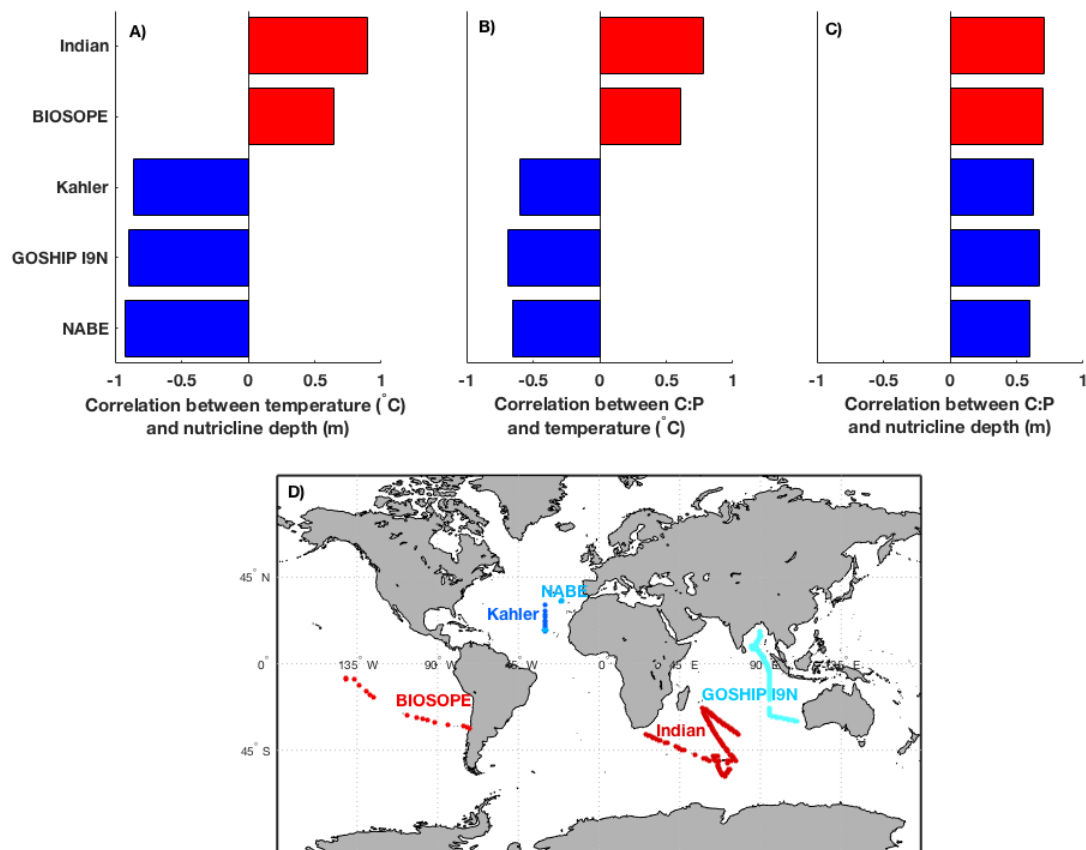 A)
B)
C)
Indian
BIOSOPE
Kahler
GOSHIP I9N
NABE
-1 -0.5 0 0.5 1
-1 -0.5 0 0.5 1
-1 -0.5 0 0.5 1
Correlation between temperature (°C)
and nutricline depth (m)
Correlation between C:P
and temperature (°C)
Correlation between C:P
and nutricline depth (m)
D)
45° N
NABE
Kahler
0°
135° W
90° W
45° W
0°
45° E
90° E
135° E
BIOSOPE
GOSHIP I9N
Indian
45° S